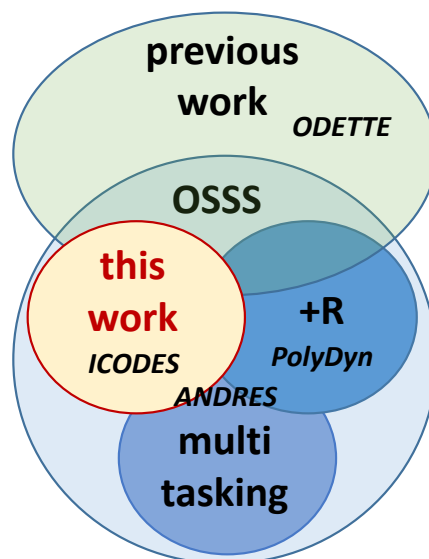 previous
work
ODETTE
OSSS
this
work
ICODES
+R
PolyDyn
ANDRES
multi
tasking